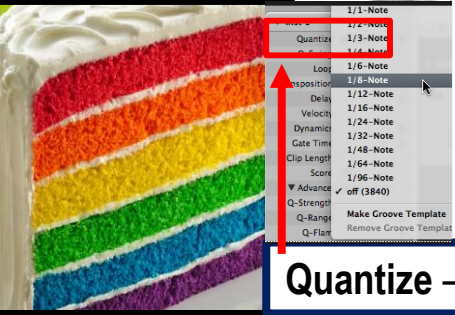 1/1-Note
1/2-Note
Quantize 1/3-Note
1/4-Note
Loop 1/6-Note
1/8-Note
Delay 1/12-Note
Velocity 1/16-Note
Dynamics 1/24-Note
Gate Time 1/32-Note
Clip Length 1/48-Note
Score 1/64-Note
▼ Advance 1/96-Note
Q-Strength ✓ off (3840)
Q-Range Make Groove Template
Q-Flam Remove Groove Templat
Quantize –